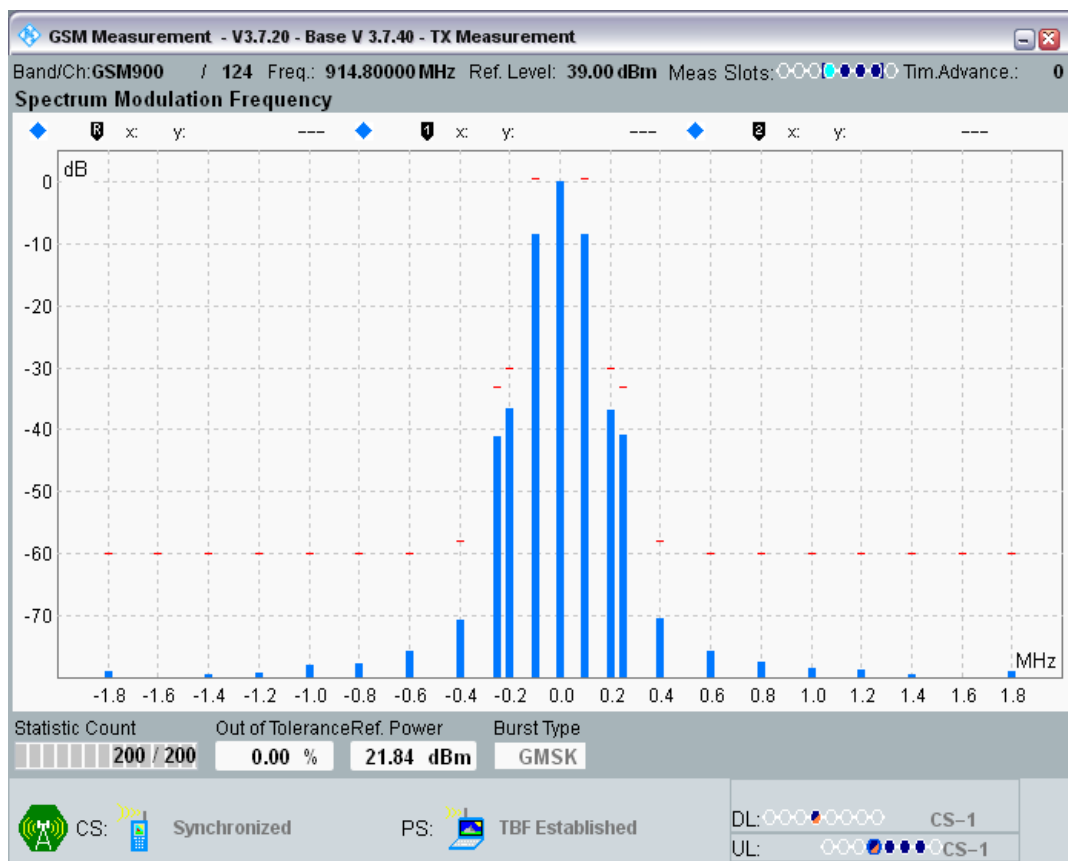 GSM Measurement - V3.7.20 - Base V 3.7.40 - TX Measurement
Band/Ch:GSM900 / 124 Freq.: 914.80000 MHz Ref. Level: 39.00 dBm Meas Slots: Tim.Advance.: 0
Spectrum Modulation Frequency
R x: y: --- 1 x: y: --- 2 x: y: ---
dB
0
-10
-20
-30
-40
-50
-60
-70
MHz
-1.8 -1.6 -1.4 -1.2 -1.0 -0.8 -0.6 -0.4 -0.2 0.0 0.2 0.4 0.6 0.8 1.0 1.2 1.4 1.6 1.8
Statistic Count Out of Tolerance Ref. Power Burst Type
200 / 200 0.00 % 21.84 dBm GMSK
CS: Synchronized PS: TBF Established
DL: CS-1
UL: CS-1